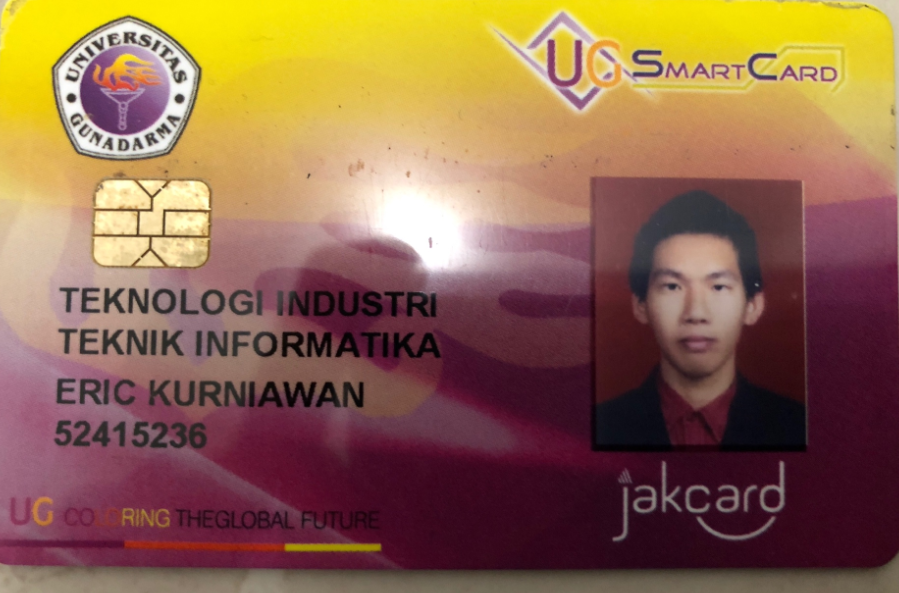 UNIVERSITAS
GUNADARMA
UG SMARTCARD
TEKNOLOGI INDUSTRI
TEKNIK INFORMATIKA
ERIC KURNIAWAN
52415236
jakcard
UG COLORING THEGLOBAL FUTURE